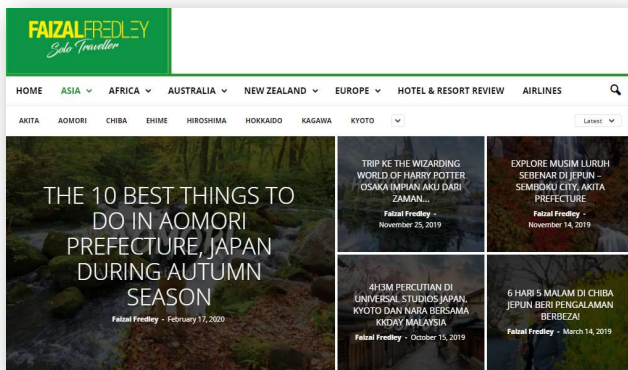 FAIZALFREDLEY
Solo Traveller
HOME ASIA AFRICA AUSTRALIA NEW ZEALAND EUROPE HOTEL & RESORT REVIEW AIRLINES
AKITA AOMORI CHIBA EHIME HIROSHIMA HOKKAIDO KAGAWA KYOTO Latest
THE 10 BEST THINGS TO
DO IN AOMORI
PREFECTURE, JAPAN
DURING AUTUMN
SEASON
Faizal Fredley - February 17, 2020
TRIP KE THE WIZARDING
WORLD OF HARRY POTTER
OSAKA IMPIAN AKU DARI
ZAMAN...
Faizal Fredley -
November 25, 2019
EXPLORE MUSIM LURUH
SEBENAR DI JEPUN –
SEMBOKU CITY, AKITA
PREFECTURE
Faizal Fredley -
November 14, 2019
4H3M PERCUTIAN DI
UNIVERSAL STUDIOS JAPAN,
KYOTO DAN NARA BERSAMA
KKDAY MALAYSIA
Faizal Fredley - October 15, 2019
6 HARI 5 MALAM DI CHIBA
JEPUN BERI PENGALAMAN
BERBEZA!
Faizal Fredley - March 14, 2019